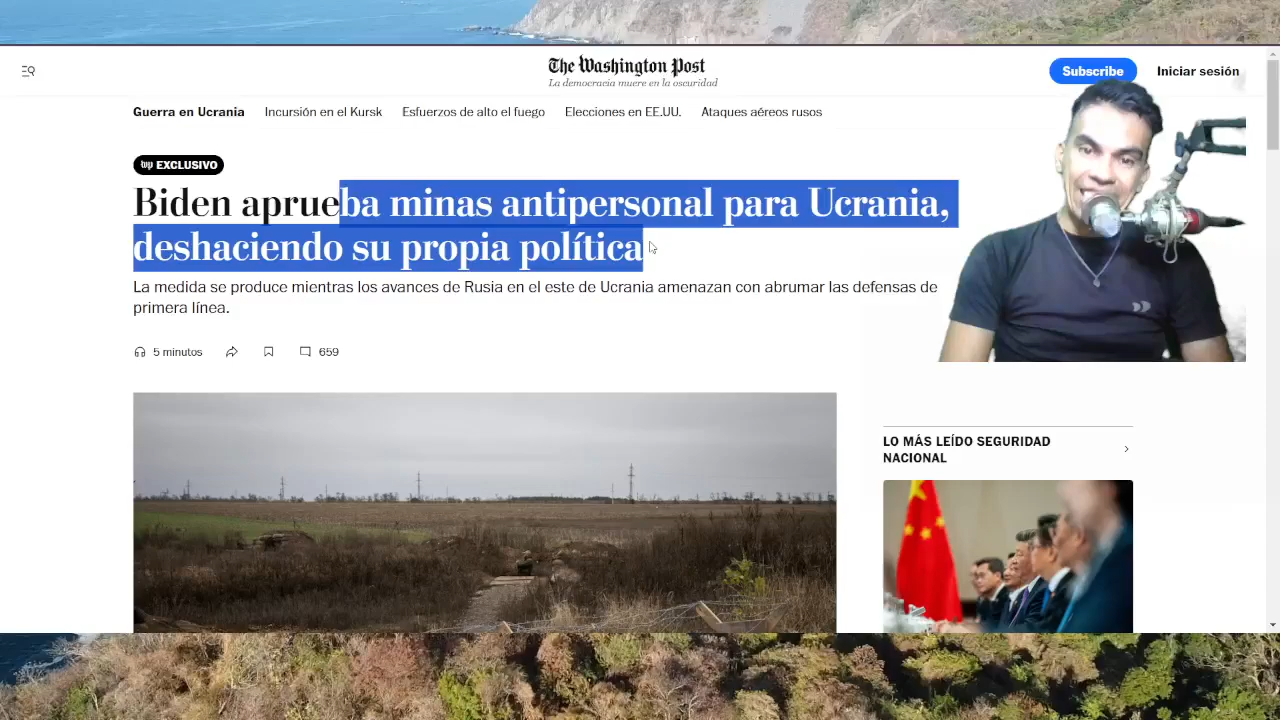 The Washington Post
La democracia muere en la oscuridad
Subscribe
Iniciar sesión
Guerra en Ucrania
Incursión en el Kursk
Esfuerzos de alto el fuego
Elecciones en EE.UU.
Ataques aéreos rusos
wp EXCLUSIVO
Biden aprueba minas antipersonal para Ucrania,
deshaciendo su propia política
La medida se produce mientras los avances de Rusia en el este de Ucrania amenazan con abrumar las defensas de
primera línea.
5 minutos
659
LO MÁS LEÍDO SEGURIDAD
NACIONAL